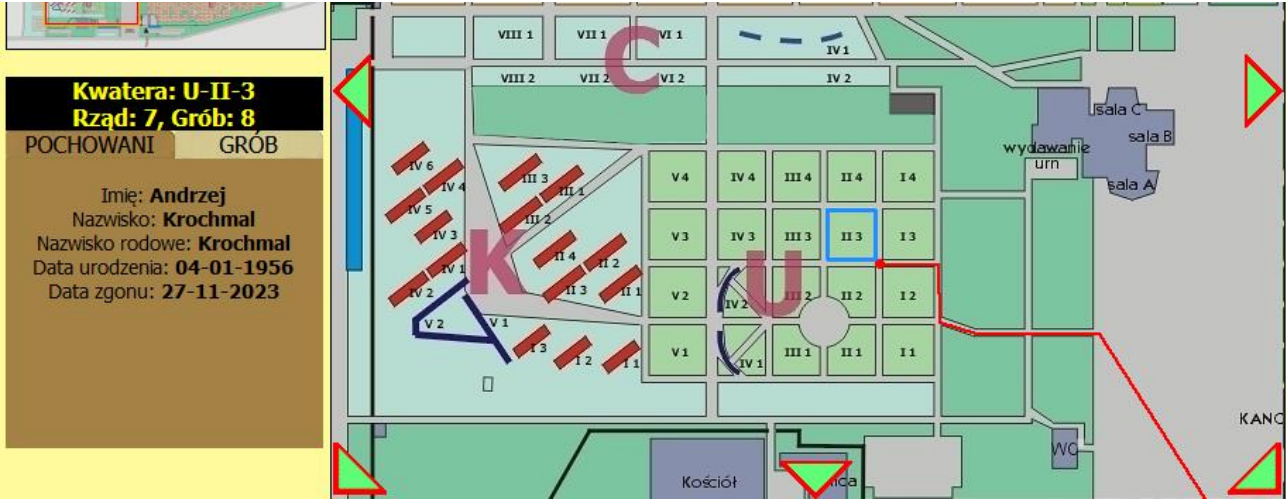 Kwatera: U-II-3
Rząd: 7, Grób: 8
POCHOWANI GRÓB
Imię: Andrzej
Nazwisko: Krochmal
Nazwisko rodowe: Krochmal
Data urodzenia: 04-01-1956
Data zgonu: 27-11-2023
VIII 1 VII 1 VI 1 IV 1
C
VIII 2 VII 2 VI 2 IV 2
sala C
sala B
wydawanie
urn
sala A
IV 6
IV 4
III 3
III 1
V 4 IV 4 III 4 II 4 I 4
IV 5
III 2
IV 3
V 3 IV 3 III 3 II 3 I 3
K
II 4
II 2
IV 1
U
II 3
II 1
IV 2
V 2 IV 2 III 2 II 2 I 2
V 2
V 1
I 3
I 2
I 1
V 1 IV 1 III 1 II 1 I 1
KANC
WC
Kościół